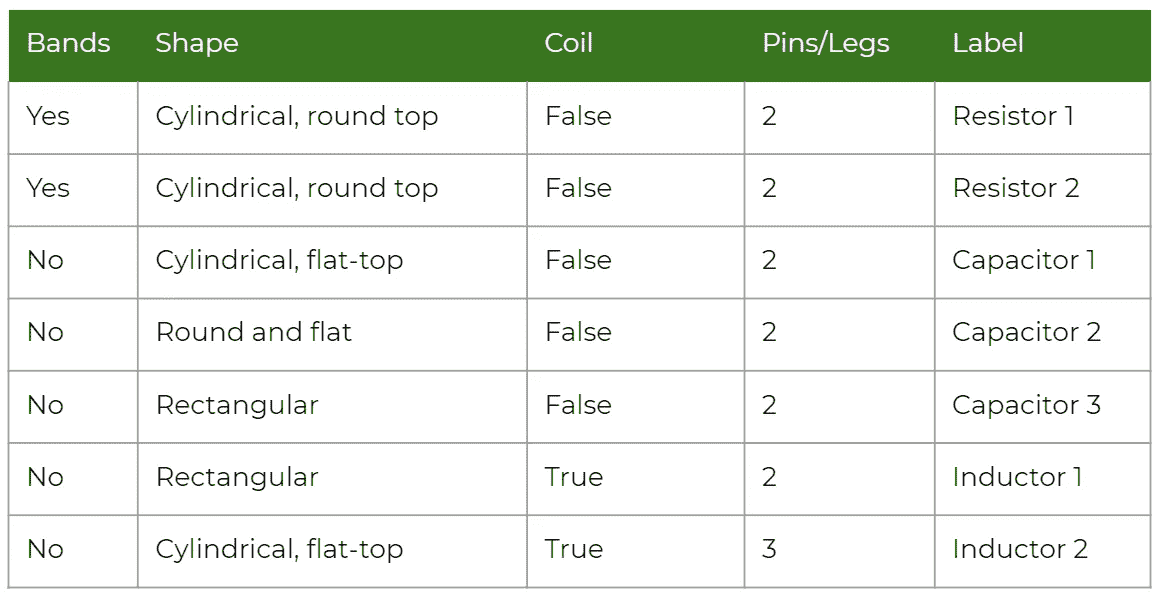 Bands Shape Coil Pins/Legs Label
Yes Cylindrical, round top False 2 Resistor 1
Yes Cylindrical, round top False 2 Resistor 2
No Cylindrical, flat-top False 2 Capacitor 1
No Round and flat False 2 Capacitor 2
No Rectangular False 2 Capacitor 3
No Rectangular True 2 Inductor 1
No Cylindrical, flat-top True 3 Inductor 2